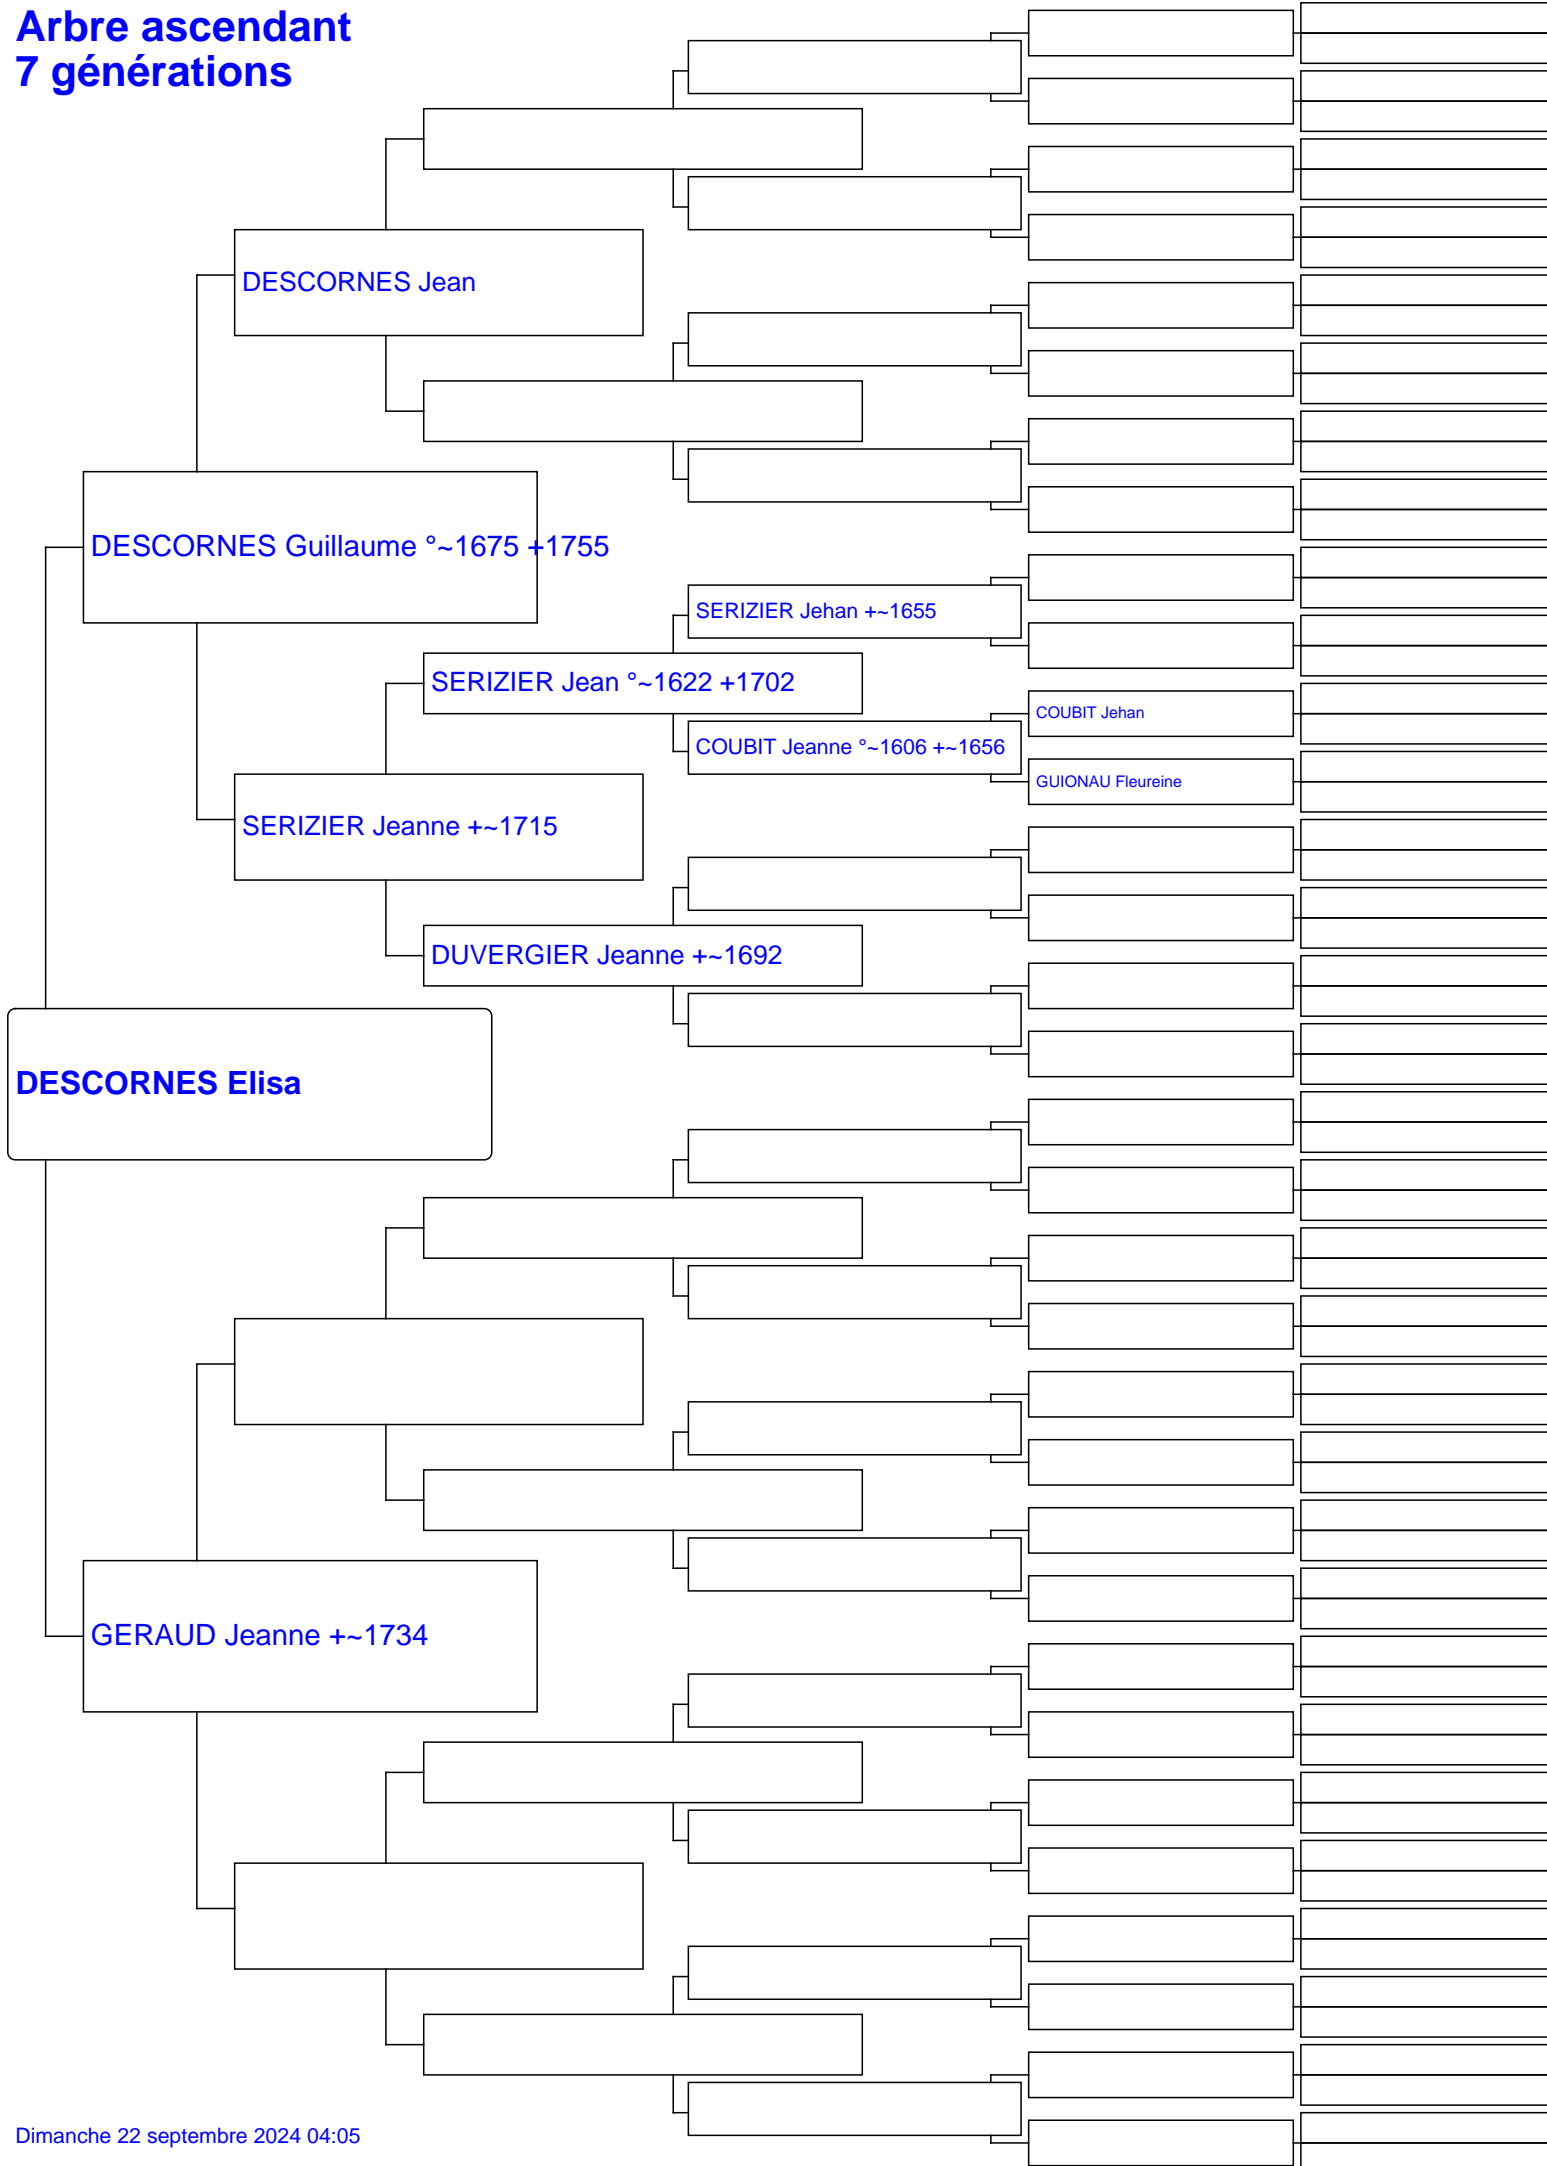 Arbre ascendant
7 générations
DESCORNES Jean
DESCORNES Guillaume °~1675 +1755
SERIZIER Jehan +~1655
SERIZIER Jean °~1622 +1702
COUBIT Jehan
COUBIT Jeanne °~1606 +~1656
GUIONAU Fleureine
SERIZIER Jeanne +~1715
DUVERGIER Jeanne +~1692
DESCORNES Elisa
GERAUD Jeanne +~1734
Dimanche 22 septembre 2024 04:05